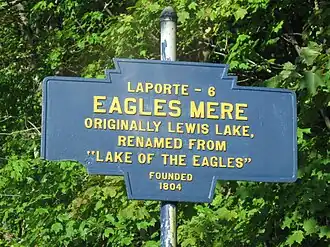 LAPORTE - 6
EAGLES MERE
ORIGINALLY LEWIS LAKE,
RENAMED FROM
"LAKE OF THE EAGLES"
FOUNDED
1804